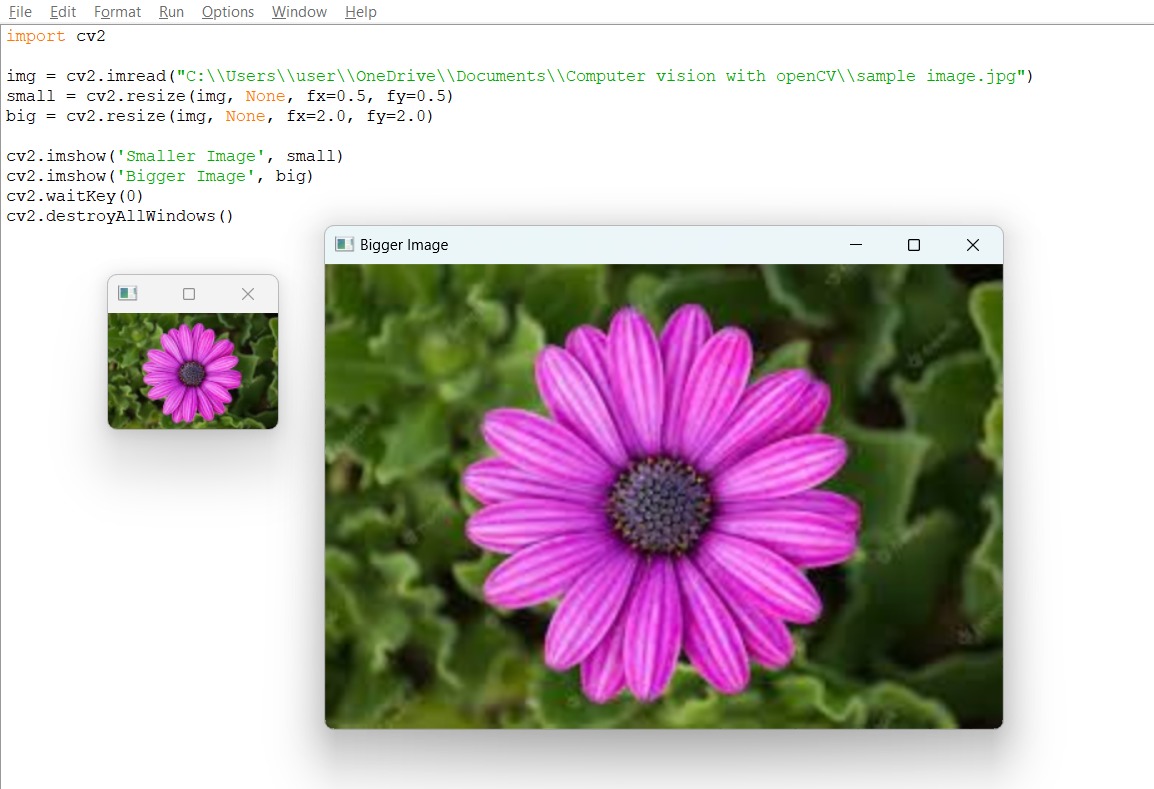 File Edit Format Run Options Window Help
import cv2
img = cv2.imread("C:\\Users\\user\\OneDrive\\Documents\\Computer vision with openCV\\sample image.jpg")
small = cv2.resize(img, None, fx=0.5, fy=0.5)
big = cv2.resize(img, None, fx=2.0, fy=2.0)
cv2.imshow('Smaller Image', small)
cv2.imshow('Bigger Image', big)
cv2.waitKey(0)
cv2.destroyAllWindows()
Bigger Image